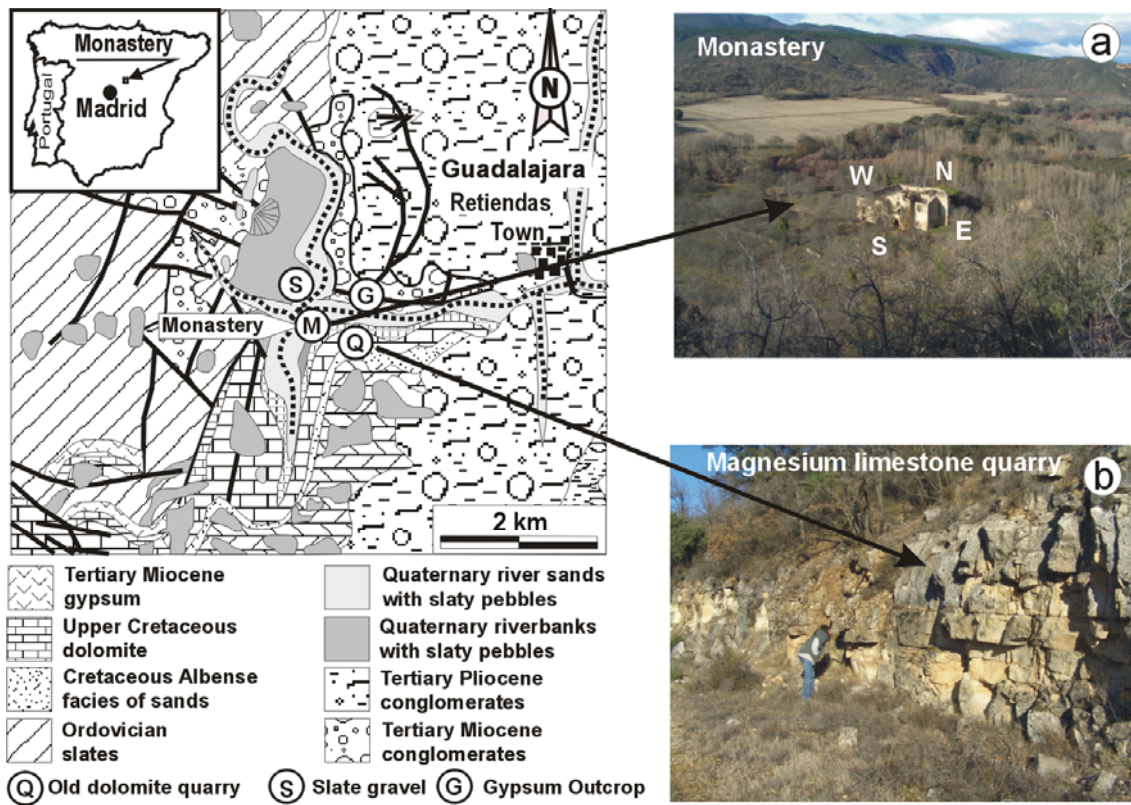 Monastery
Portugal
Madrid
N
Guadalajara
Retiendas
Town
S
G
Monastery
M
Q
2 km
Tertiary Miocene
gypsum
Upper Cretaceous
dolomite
Cretaceous Albense
facies of sands
Ordovician
slates
Quaternary river sands
with slaty pebbles
Quaternary riverbanks
with slaty pebbles
Tertiary Pliocene
conglomerates
Tertiary Miocene
conglomerates
Q Old dolomite quarry S Slate gravel G Gypsum Outcrop
Monastery
a
W N
S E
Magnesium limestone quarry
b